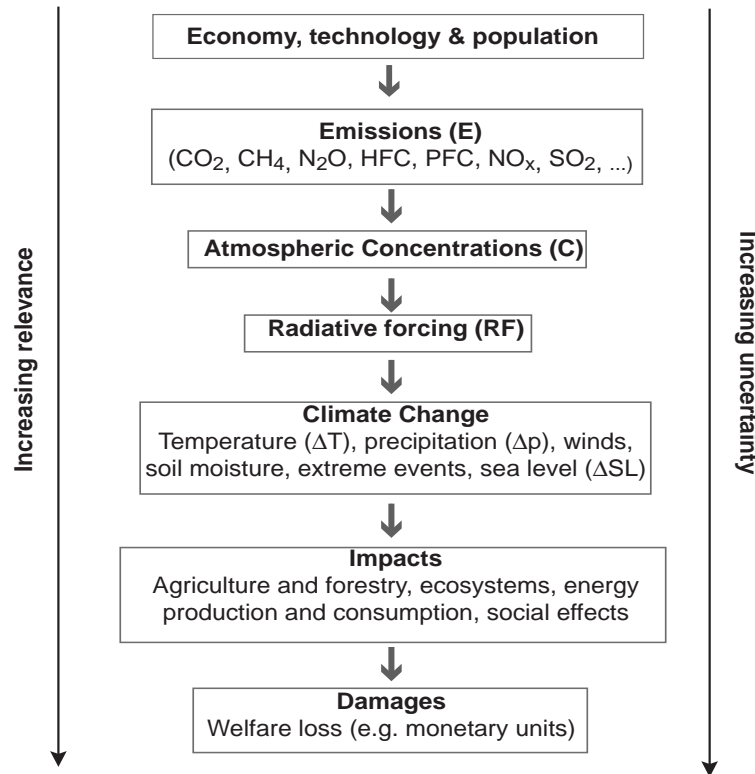 Economy, technology & population
Emissions (E)
(CO₂, CH₄, N₂O, HFC, PFC, NOₓ, SO₂, ...)
Atmospheric Concentrations (C)
Radiative forcing (RF)
Climate Change
Temperature (ΔT), precipitation (Δp), winds,
soil moisture, extreme events, sea level (ΔSL)
Impacts
Agriculture and forestry, ecosystems, energy
production and consumption, social effects
Damages
Welfare loss (e.g. monetary units)
Increasing relevance
Increasing uncertainty